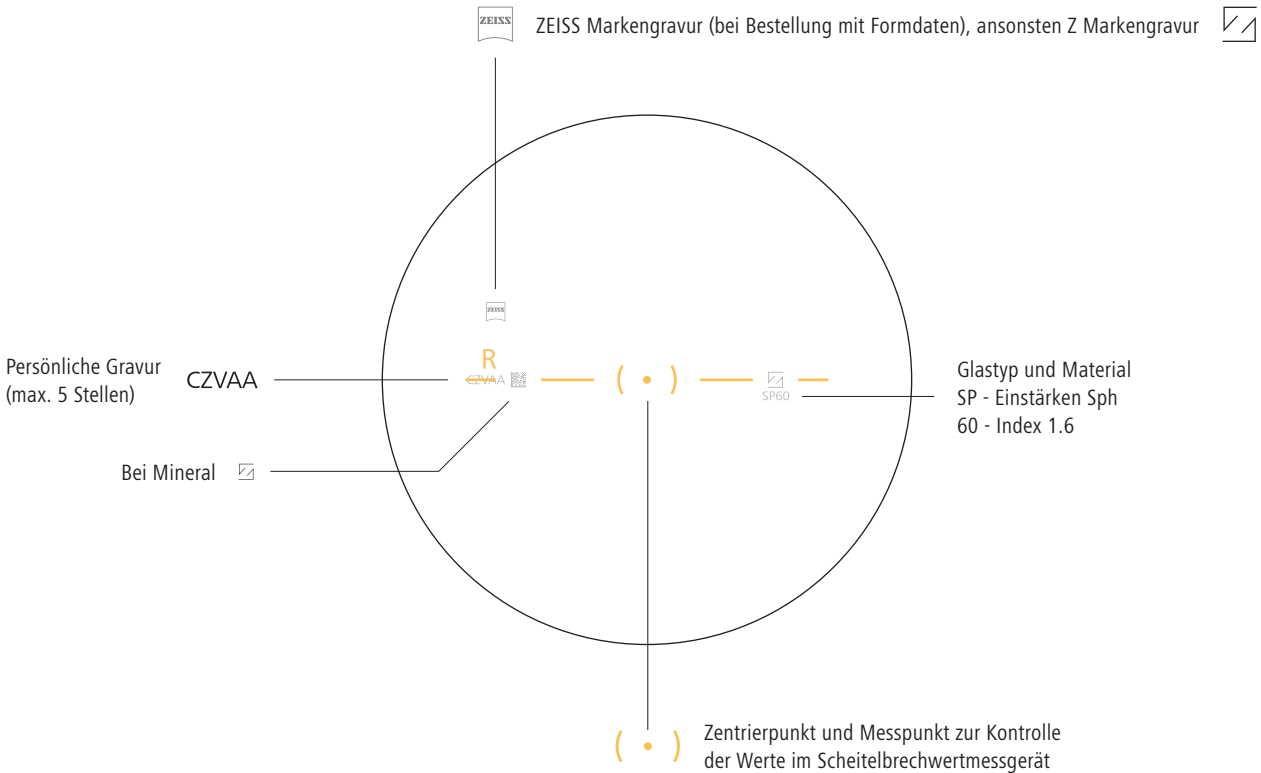 ZEISS
ZEISS Markengravur (bei Bestellung mit Formdaten), ansonsten Z Markengravur
ZEISS
R
CZVAA
SP60
Persönliche Gravur
(max. 5 Stellen)
CZVAA
Bei Mineral
Glastyp und Material
SP - Einstärken Sph
60 - Index 1.6
Zentrierpunkt und Messpunkt zur Kontrolle
der Werte im Scheitelbrechwertmessgerät